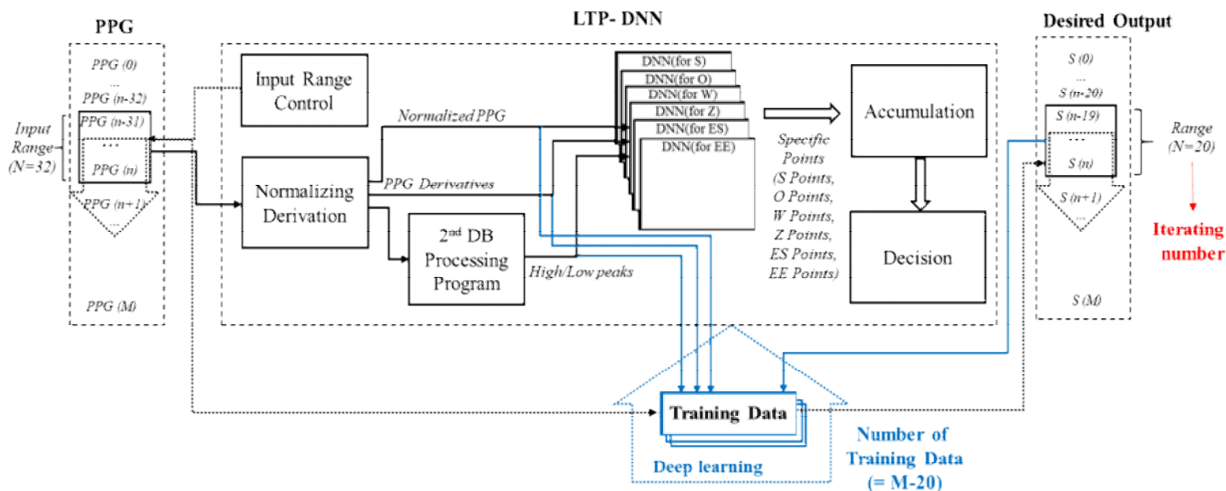 PPG
PPG (0)
...
PPG (n-32)
PPG (n-31)
...
PPG (n)
PPG (n+1)
...
PPG (M)
Input
Range
(N=32)
LTP- DNN
Input Range
Control
Normalizing
Derivation
2nd DB
Processing
Program
Normalized PPG
PPG Derivatives
High/Low peaks
DNN(for S)
DNN(for O)
DNN(for W)
DNN(for Z)
DNN(for ES)
DNN(for EE)
Specific
Points
(S Points,
O Points,
W Points,
Z Points,
ES Points,
EE Points)
Accumulation
Decision
Desired Output
S (0)
...
S (n-20)
S (n-19)
...
S (n)
S (n+1)
...
S (M)
Range
(N=20)
Iterating
number
Training Data
Deep learning
Number of
Training Data
(= M-20)